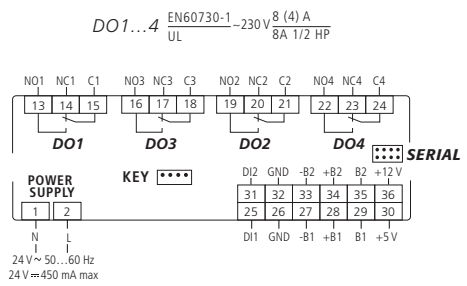 DO1...4 EN60730-1 ~230 V 8 (4) A
UL 8A 1/2 HP
NO1 NC1 C1 NO3 NC3 C3 NO2 NC2 C2 NO4 NC4 C4
13 14 15 16 17 18 19 20 21 22 23 24
DO1 DO3 DO2 DO4
SERIAL
KEY
POWER
SUPPLY
DI2 GND -B2 +B2 B2 +12 V
31 32 33 34 35 36
1 2 25 26 27 28 29 30
N L DI1 GND -B1 +B1 B1 +5 V
24 V ~ 50...60 Hz
24 V ⎓ 450 mA max